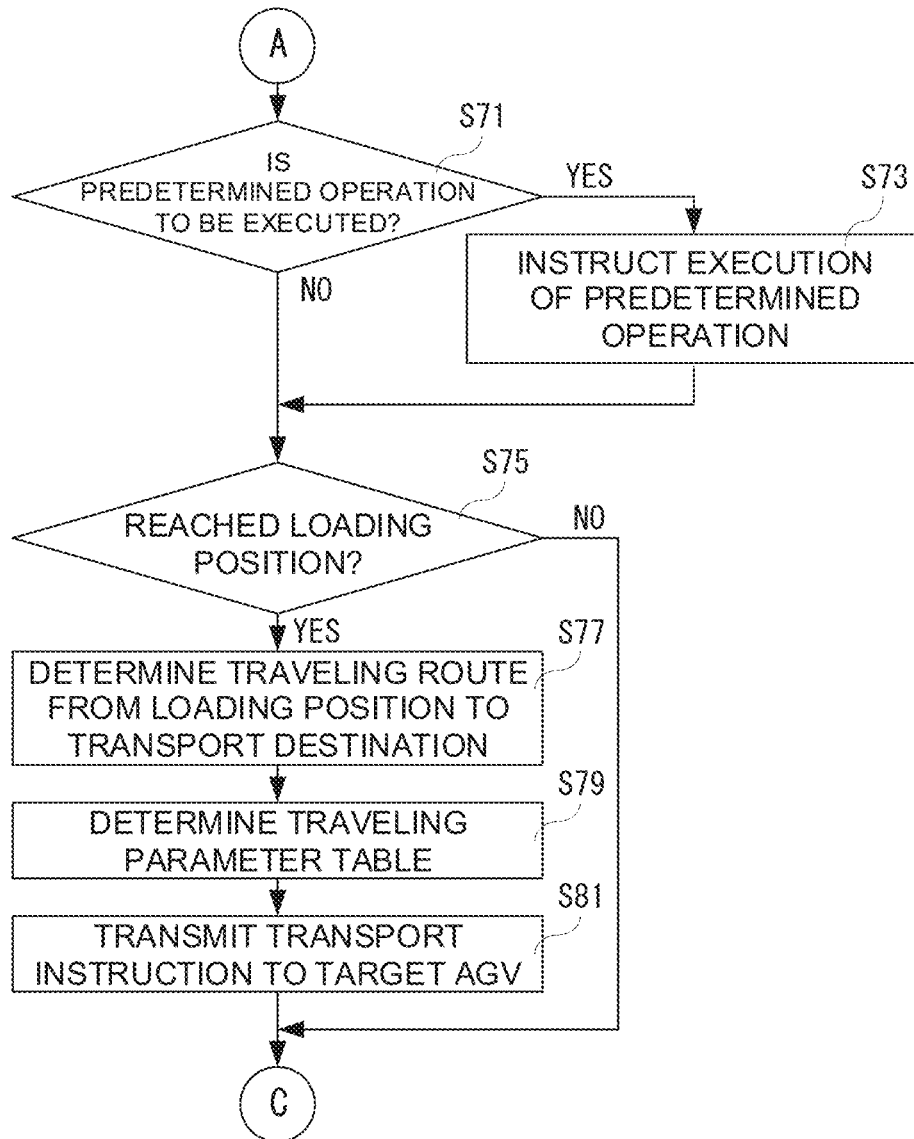 A
S71
IS
PREDETERMINED OPERATION
TO BE EXECUTED?
YES
S73
INSTRUCT EXECUTION
OF PREDETERMINED
OPERATION
NO
S75
REACHED LOADING
POSITION?
NO
YES
S77
DETERMINE TRAVELING ROUTE
FROM LOADING POSITION TO
TRANSPORT DESTINATION
S79
DETERMINE TRAVELING
PARAMETER TABLE
S81
TRANSMIT TRANSPORT
INSTRUCTION TO TARGET AGV
C